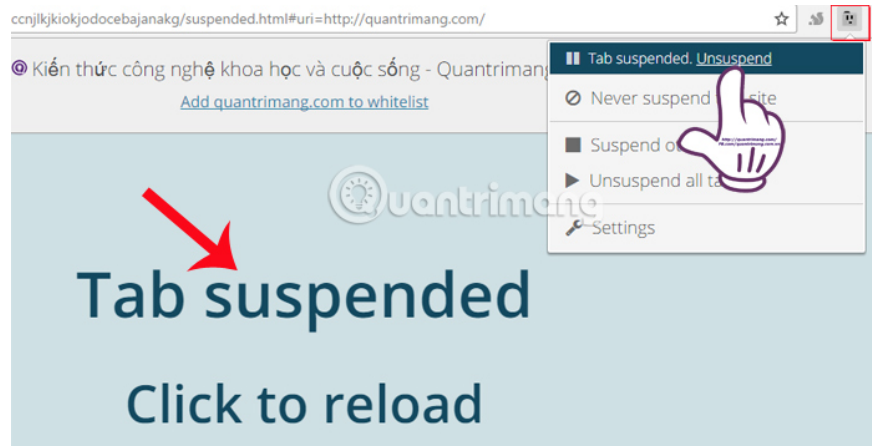 ccnjlkjkiokjodocebajanakg/suspended.html#uri=http://quantrimang.com/
Tab suspended. Unsuspend
Kiến thức công nghệ khoa học và cuộc sống - Quantrimang
Add quantrimang.com to whitelist
Never suspend site
Suspend
Unsuspend all
Settings
Quantrimang
Tab suspended
Click to reload